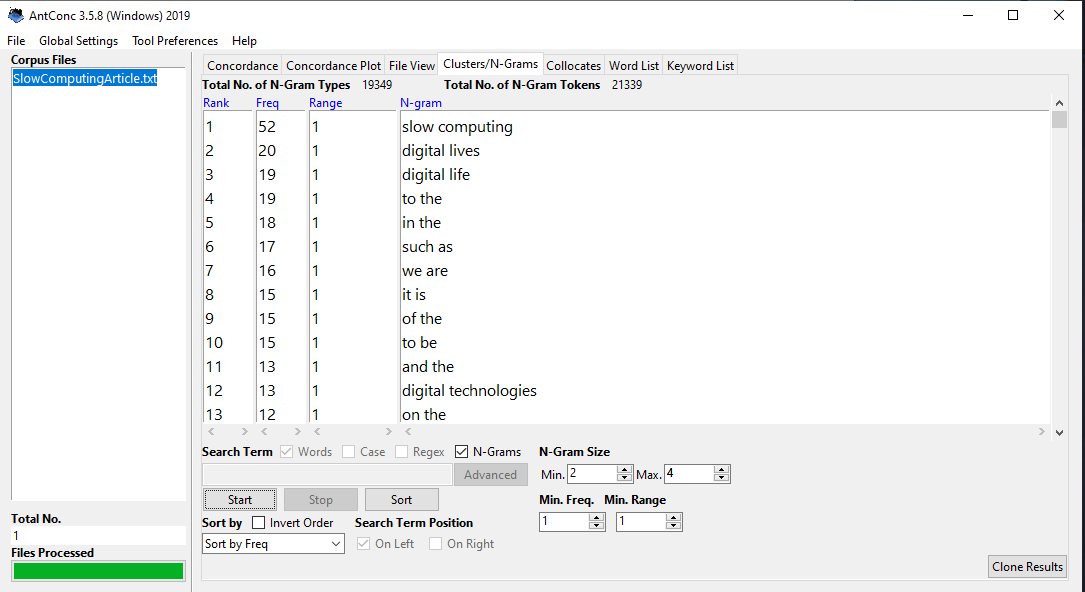 AntConc 3.5.8 (Windows) 2019
File Global Settings Tool Preferences Help
Corpus Files
SlowComputingArticle.txt
Concordance Concordance Plot File View Clusters/N-Grams Collocates Word List Keyword List
Total No. of N-Gram Types 19349 Total No. of N-Gram Tokens 21339
Rank Freq Range N-gram
1 52 1 slow computing
2 20 1 digital lives
3 19 1 digital life
4 19 1 to the
5 18 1 in the
6 17 1 such as
7 16 1 we are
8 15 1 it is
9 15 1 of the
10 15 1 to be
11 13 1 and the
12 13 1 digital technologies
13 12 1 on the
Search Term Words Case Regex N-Grams N-Gram Size
Advanced Min. 2 Max. 4
Start Stop Sort Min. Freq. Min. Range
Sort by Invert Order Search Term Position 1 1
Sort by Freq On Left On Right
Clone Results
Total No.
1
Files Processed